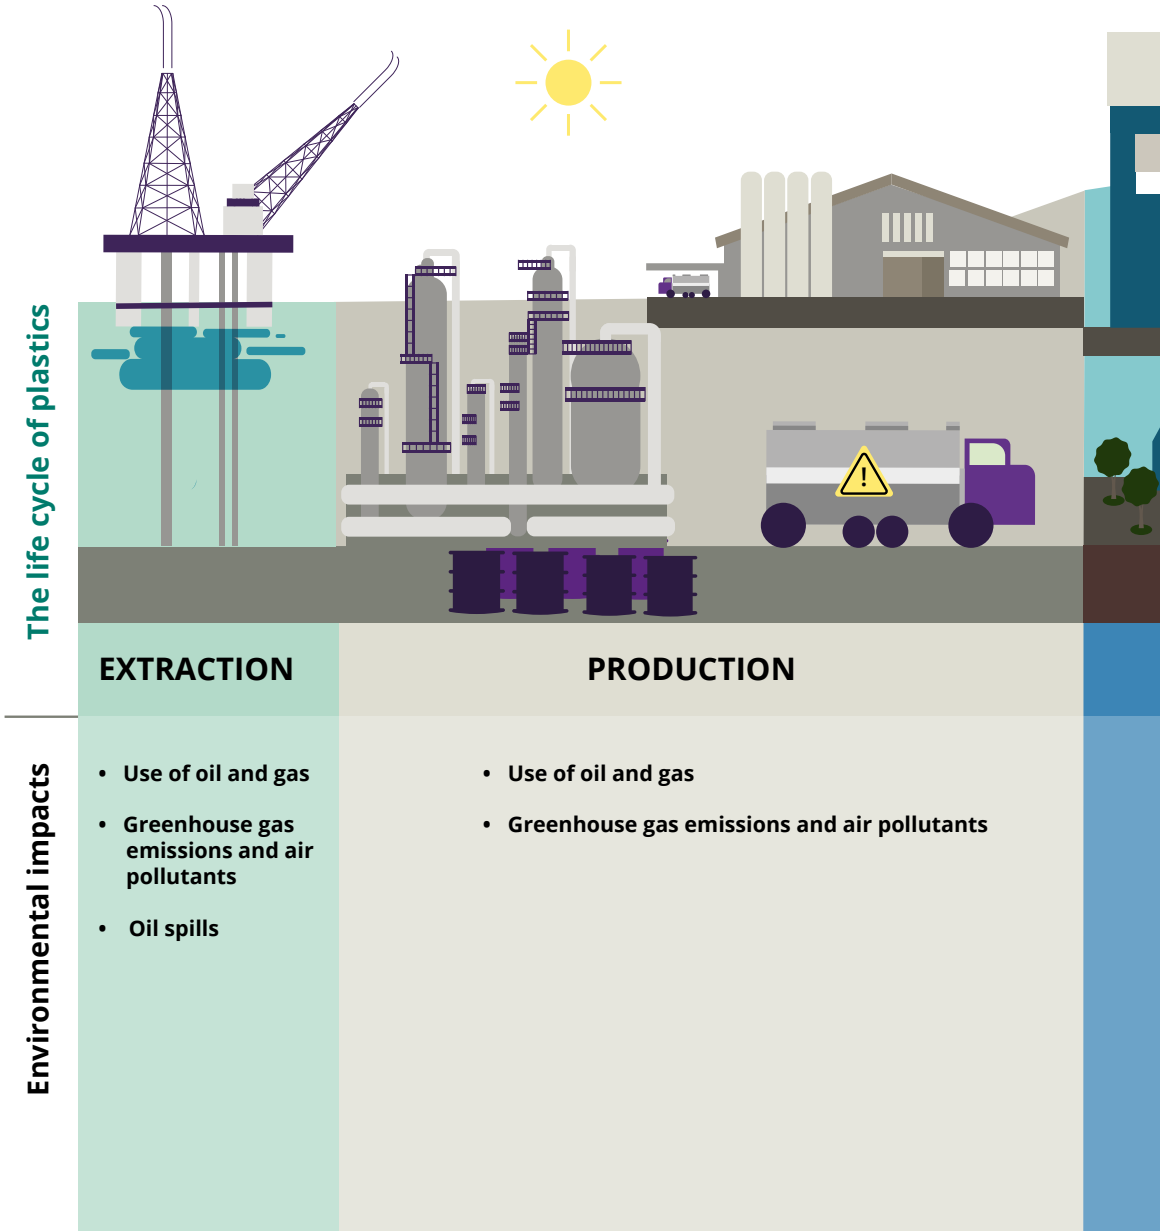 The life cycle of plastics
EXTRACTION
PRODUCTION
Environmental impacts
• Use of oil and gas
• Greenhouse gas
emissions and air
pollutants
• Oil spills
• Use of oil and gas
• Greenhouse gas emissions and air pollutants
!